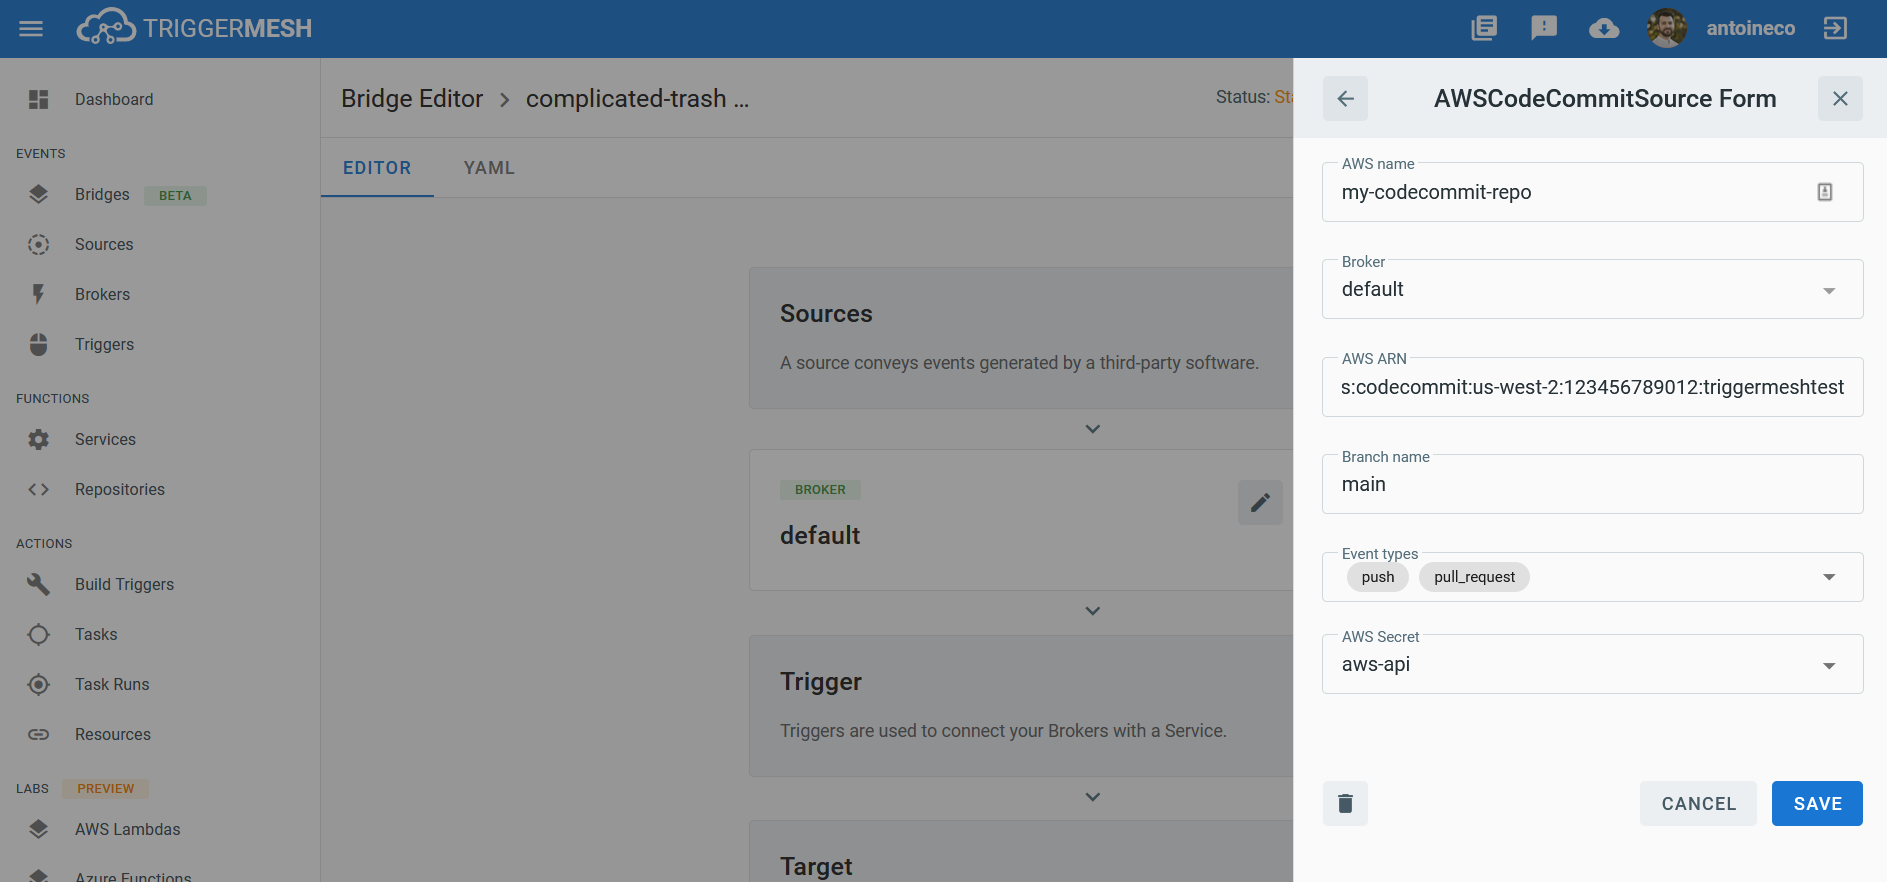 TRIGGERMESH
antoineco
Dashboard
EVENTS
Bridges BETA
Sources
Brokers
Triggers
FUNCTIONS
Services
Repositories
ACTIONS
Build Triggers
Tasks
Task Runs
Resources
LABS PREVIEW
AWS Lambdas
Azure Functions
Bridge Editor > complicated-trash ...
Status: Sta
EDITOR YAML
Sources
A source conveys events generated by a third-party software.
BROKER
default
Trigger
Triggers are used to connect your Brokers with a Service.
Target
AWSCodeCommitSource Form
AWS name
my-codecommit-repo
Broker
default
AWS ARN
s:codecommit:us-west-2:123456789012:triggermeshtest
Branch name
main
Event types
push pull_request
AWS Secret
aws-api
CANCEL SAVE